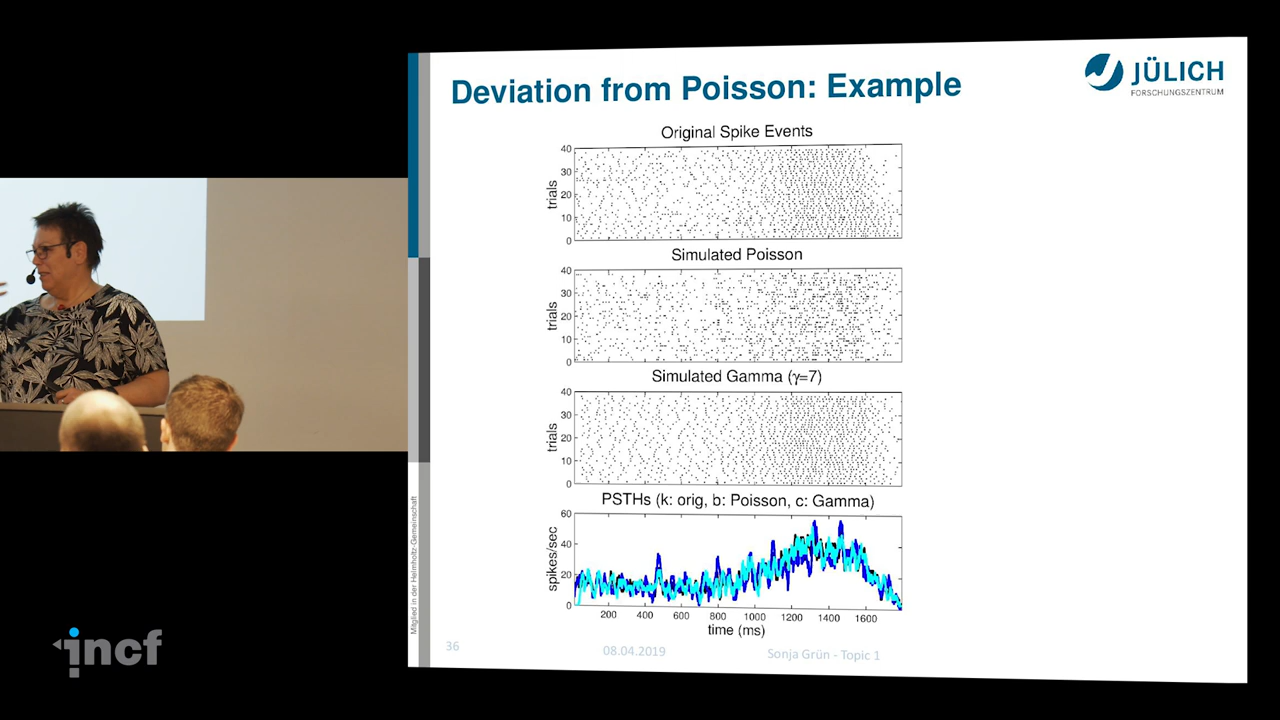 Deviation from Poisson: Example
JÜLICH
FORSCHUNGSZENTRUM
Original Spike Events
40
30
20
10
0
trials
Simulated Poisson
40
30
20
10
0
trials
Simulated Gamma (γ=7)
40
30
20
10
0
trials
PSTHs (k: orig, b: Poisson, c: Gamma)
60
40
20
0
spikes/sec
200 400 600 800 1000 1200 1400 1600
time (ms)
Mitglied in der Helmholtz-Gemeinschaft
36 08.04.2019 Sonja Grün - Topic 1
incf